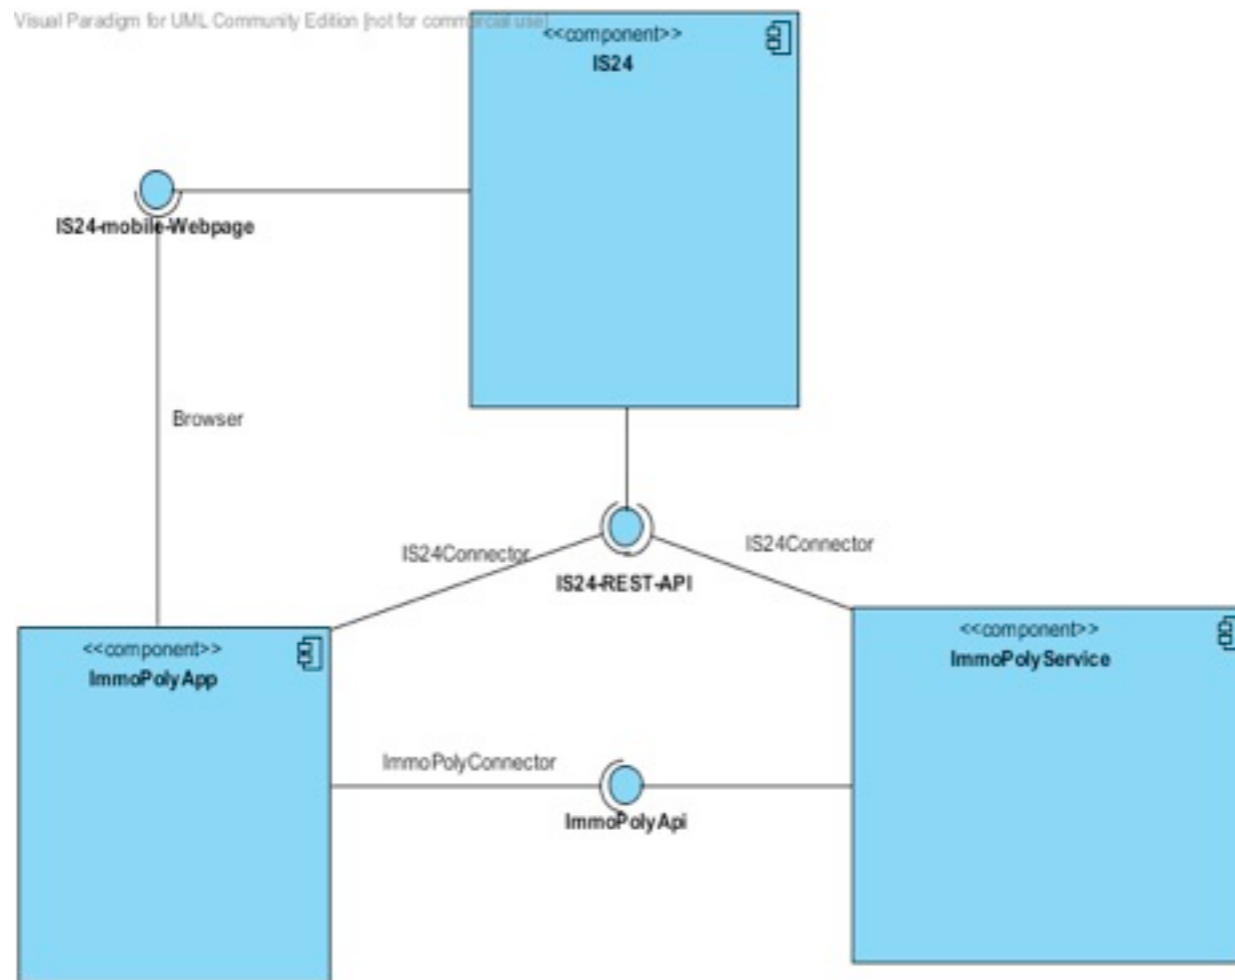 Visual Paradigm for UML Community Edition [not for commercial use]
<<component>>
IS24
IS24-mobile-Webpage
Browser
IS24Connector
IS24Connector
IS24-REST-API
<<component>>
ImmoPolyApp
<<component>>
ImmoPolyService
ImmoPolyConnector
ImmoPolyApi